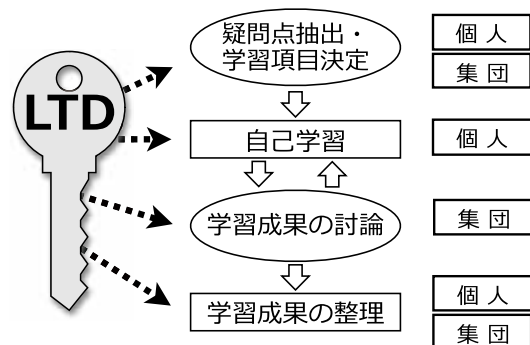 疑問点抽出・
学習項目決定
個人
集団
LTD
自己学習
個人
学習成果の討論
集団
学習成果の整理
個人
集団